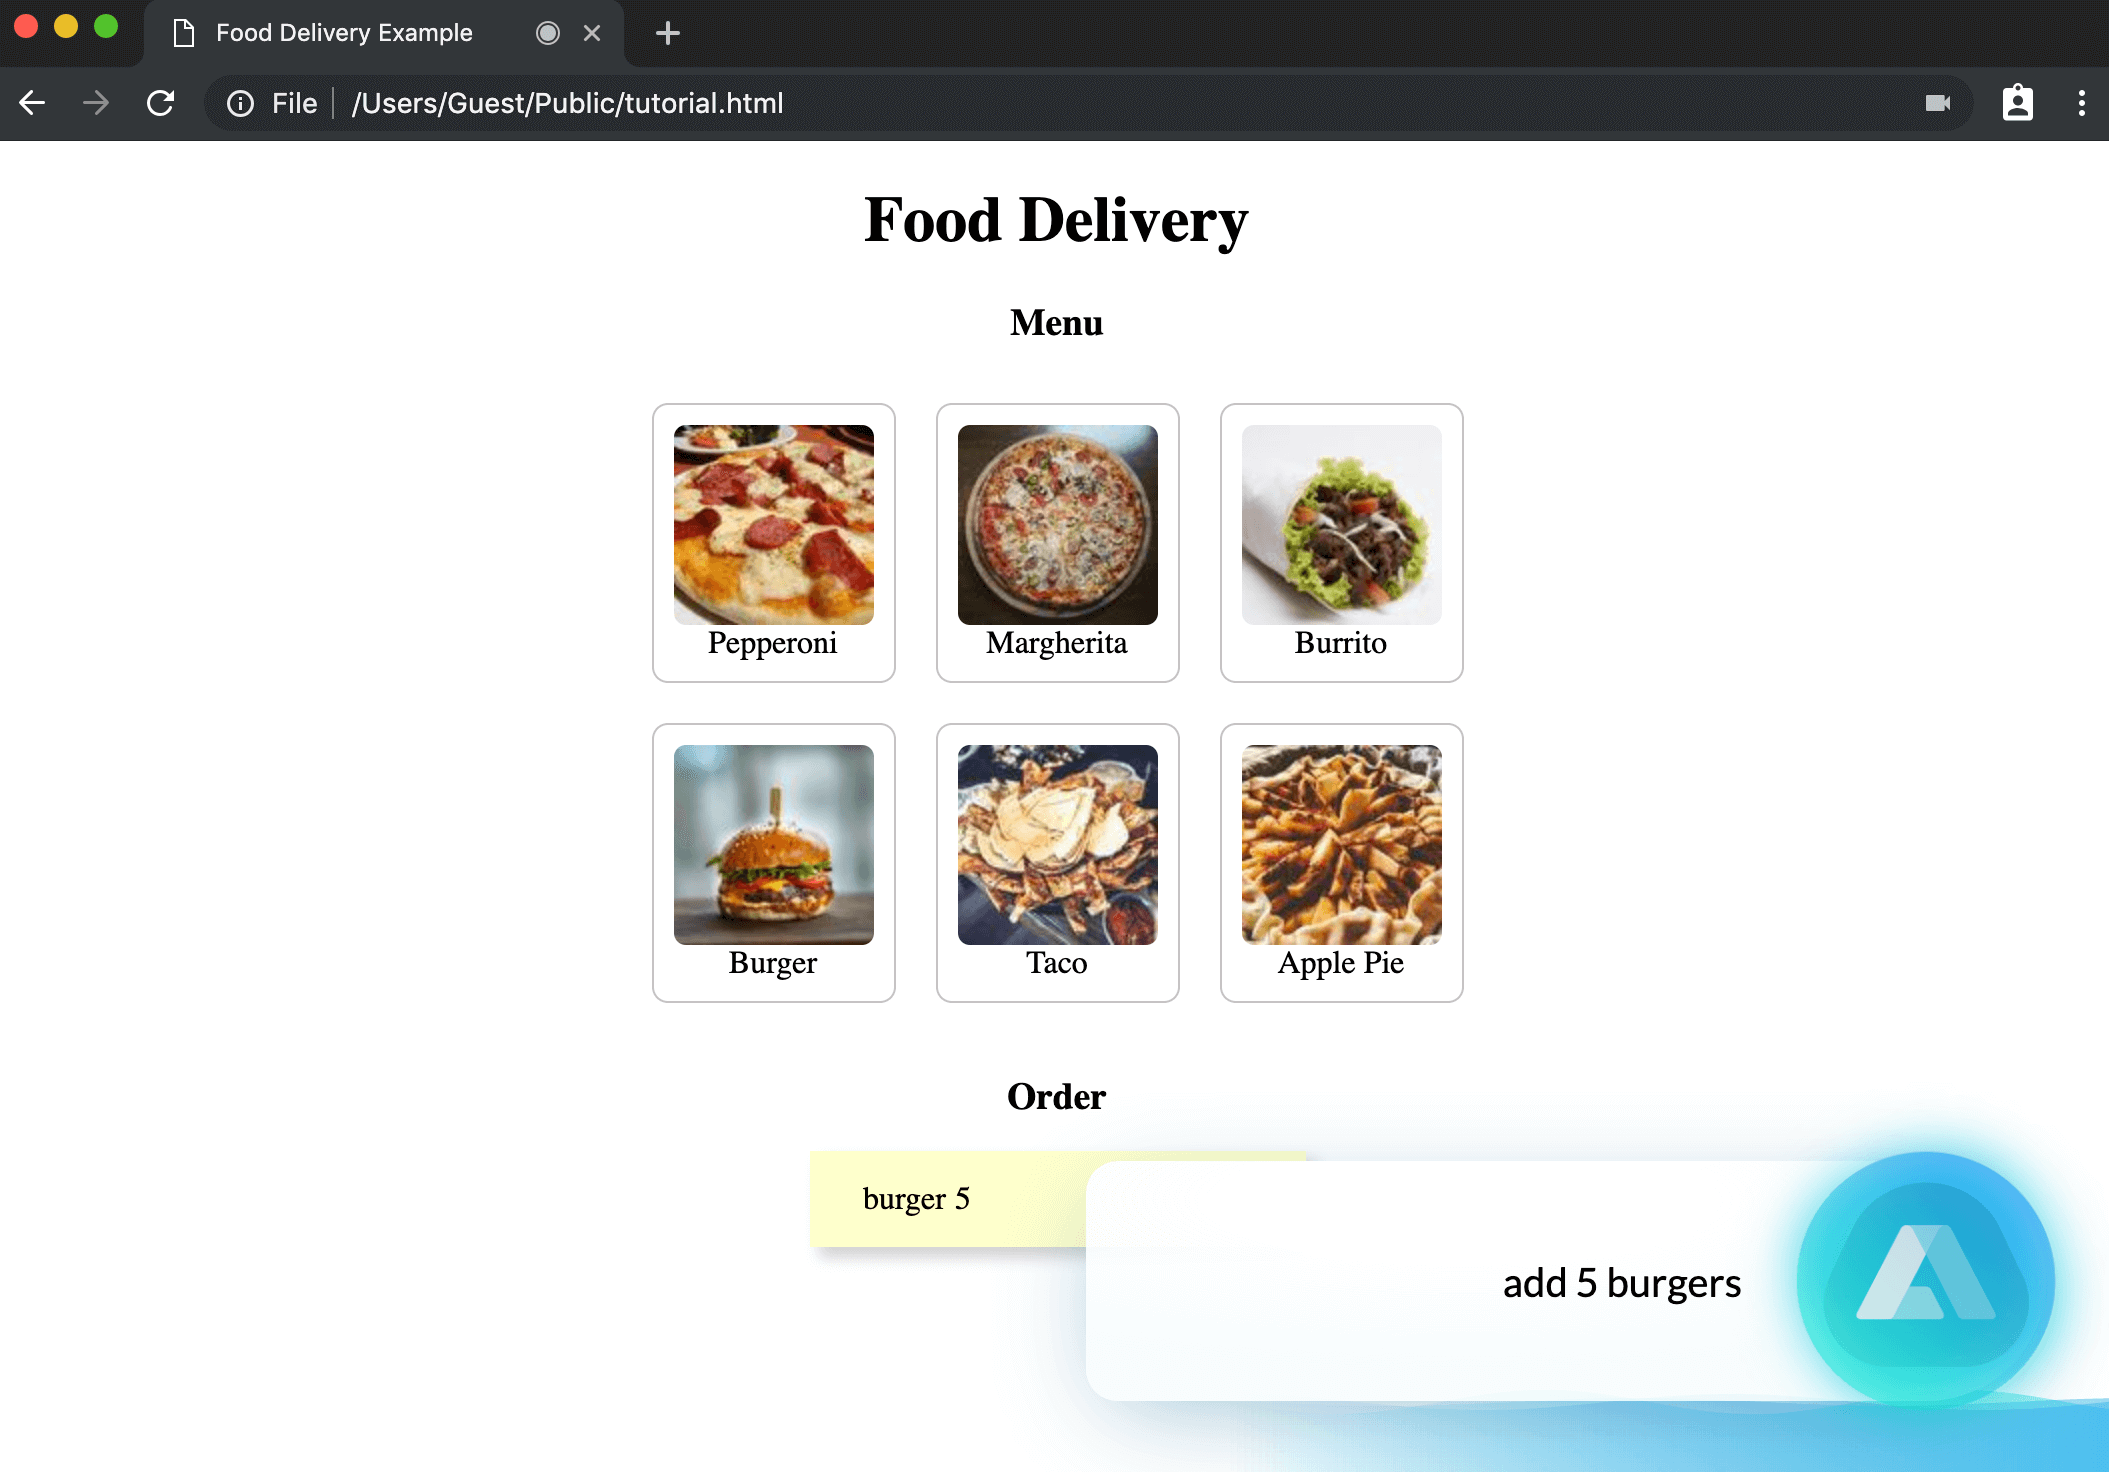 Food Delivery Example
File
/Users/Guest/Public/tutorial.html
Food Delivery
Menu
Pepperoni
Margherita
Burrito
Burger
Taco
Apple Pie
Order
burger 5
add 5 burgers